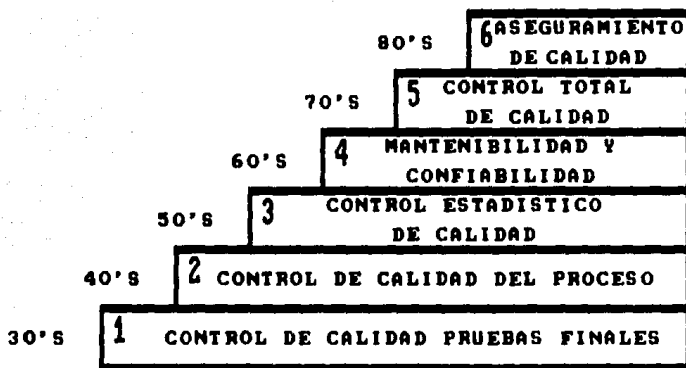 80'S 6 ASEGURAMIENTO
DE CALIDAD
70'S 5 CONTROL TOTAL
DE CALIDAD
60'S 4 MANTENIBILIDAD Y
CONFIABILIDAD
50'S 3 CONTROL ESTADISTICO
DE CALIDAD
40'S 2 CONTROL DE CALIDAD DEL PROCESO
30'S 1 CONTROL DE CALIDAD PRUEBAS FINALES